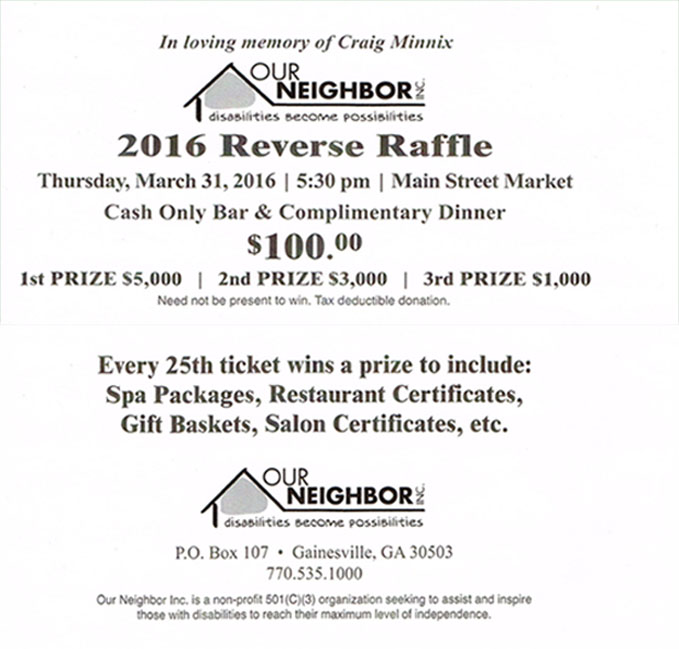 In loving memory of Craig Minnix
OUR
NEIGHBOR INC.
disabilities become possibilities
2016 Reverse Raffle
Thursday, March 31, 2016 | 5:30 pm | Main Street Market
Cash Only Bar & Complimentary Dinner
$100.00
1st PRIZE $5,000 | 2nd PRIZE $3,000 | 3rd PRIZE $1,000
Need not be present to win. Tax deductible donation.
Every 25th ticket wins a prize to include:
Spa Packages, Restaurant Certificates,
Gift Baskets, Salon Certificates, etc.
OUR
NEIGHBOR INC.
disabilities become possibilities
P.O. Box 107 • Gainesville, GA 30503
770.535.1000
Our Neighbor Inc. is a non-profit 501(C)(3) organization seeking to assist and inspire
those with disabilities to reach their maximum level of independence.